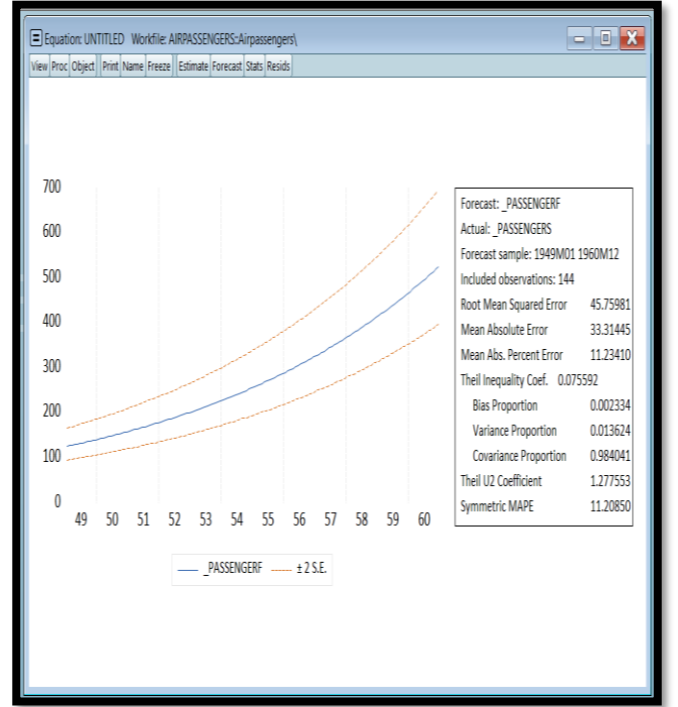 Equation: UNTITLED Workfile: AIRPASSENGERS::Airpassengers\
View Proc Object Print Name Freeze Estimate Forecast Stats Resids
700
600
500
400
300
200
100
0
49 50 51 52 53 54 55 56 57 58 59 60
_PASSENGERF ± 2 S.E.
Forecast: _PASSENGERF
Actual: _PASSENGERS
Forecast sample: 1949M01 1960M12
Included observations: 144
Root Mean Squared Error 45.75981
Mean Absolute Error 33.31445
Mean Abs. Percent Error 11.23410
Theil Inequality Coef. 0.075592
Bias Proportion 0.002334
Variance Proportion 0.013624
Covariance Proportion 0.984041
Theil U2 Coefficient 1.277553
Symmetric MAPE 11.20850